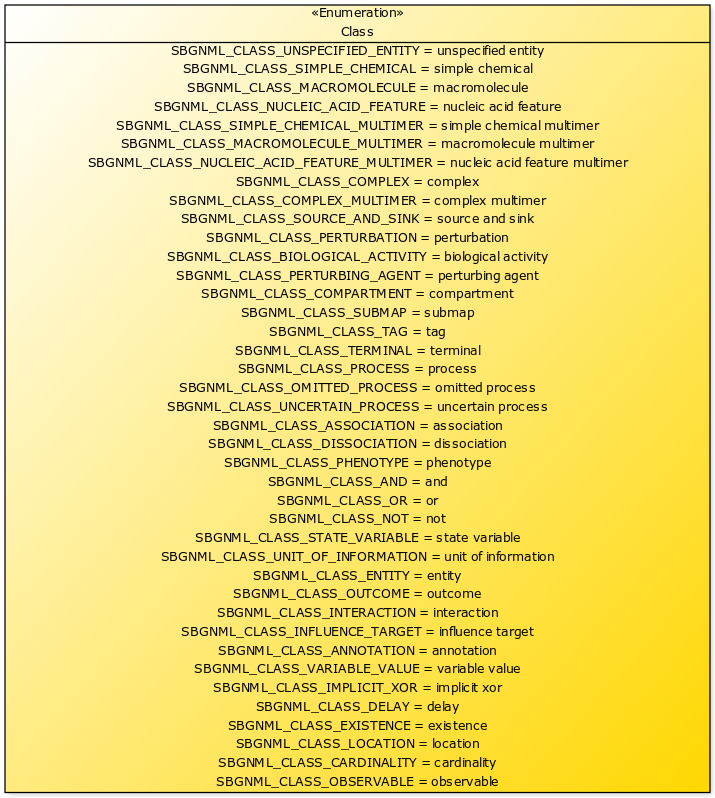 «Enumeration»
Class
SBGNML_CLASS_UNSPECIFIED_ENTITY = unspecified entity
SBGNML_CLASS_SIMPLE_CHEMICAL = simple chemical
SBGNML_CLASS_MACROMOLECULE = macromolecule
SBGNML_CLASS_NUCLEIC_ACID_FEATURE = nucleic acid feature
SBGNML_CLASS_SIMPLE_CHEMICAL_MULTIMER = simple chemical multimer
SBGNML_CLASS_MACROMOLECULE_MULTIMER = macromolecule multimer
SBGNML_CLASS_NUCLEIC_ACID_FEATURE_MULTIMER = nucleic acid feature multimer
SBGNML_CLASS_COMPLEX = complex
SBGNML_CLASS_COMPLEX_MULTIMER = complex multimer
SBGNML_CLASS_SOURCE_AND_SINK = source and sink
SBGNML_CLASS_PERTURBATION = perturbation
SBGNML_CLASS_BIOLOGICAL_ACTIVITY = biological activity
SBGNML_CLASS_PERTURBING_AGENT = perturbing agent
SBGNML_CLASS_COMPARTMENT = compartment
SBGNML_CLASS_SUBMAP = submap
SBGNML_CLASS_TAG = tag
SBGNML_CLASS_TERMINAL = terminal
SBGNML_CLASS_PROCESS = process
SBGNML_CLASS_OMITTED_PROCESS = omitted process
SBGNML_CLASS_UNCERTAIN_PROCESS = uncertain process
SBGNML_CLASS_ASSOCIATION = association
SBGNML_CLASS_DISSOCIATION = dissociation
SBGNML_CLASS_PHENOTYPE = phenotype
SBGNML_CLASS_AND = and
SBGNML_CLASS_OR = or
SBGNML_CLASS_NOT = not
SBGNML_CLASS_STATE_VARIABLE = state variable
SBGNML_CLASS_UNIT_OF_INFORMATION = unit of information
SBGNML_CLASS_ENTITY = entity
SBGNML_CLASS_OUTCOME = outcome
SBGNML_CLASS_INTERACTION = interaction
SBGNML_CLASS_INFLUENCE_TARGET = influence target
SBGNML_CLASS_ANNOTATION = annotation
SBGNML_CLASS_VARIABLE_VALUE = variable value
SBGNML_CLASS_IMPLICIT_XOR = implicit xor
SBGNML_CLASS_DELAY = delay
SBGNML_CLASS_EXISTENCE = existence
SBGNML_CLASS_LOCATION = location
SBGNML_CLASS_CARDINALITY = cardinality
SBGNML_CLASS_OBSERVABLE = observable